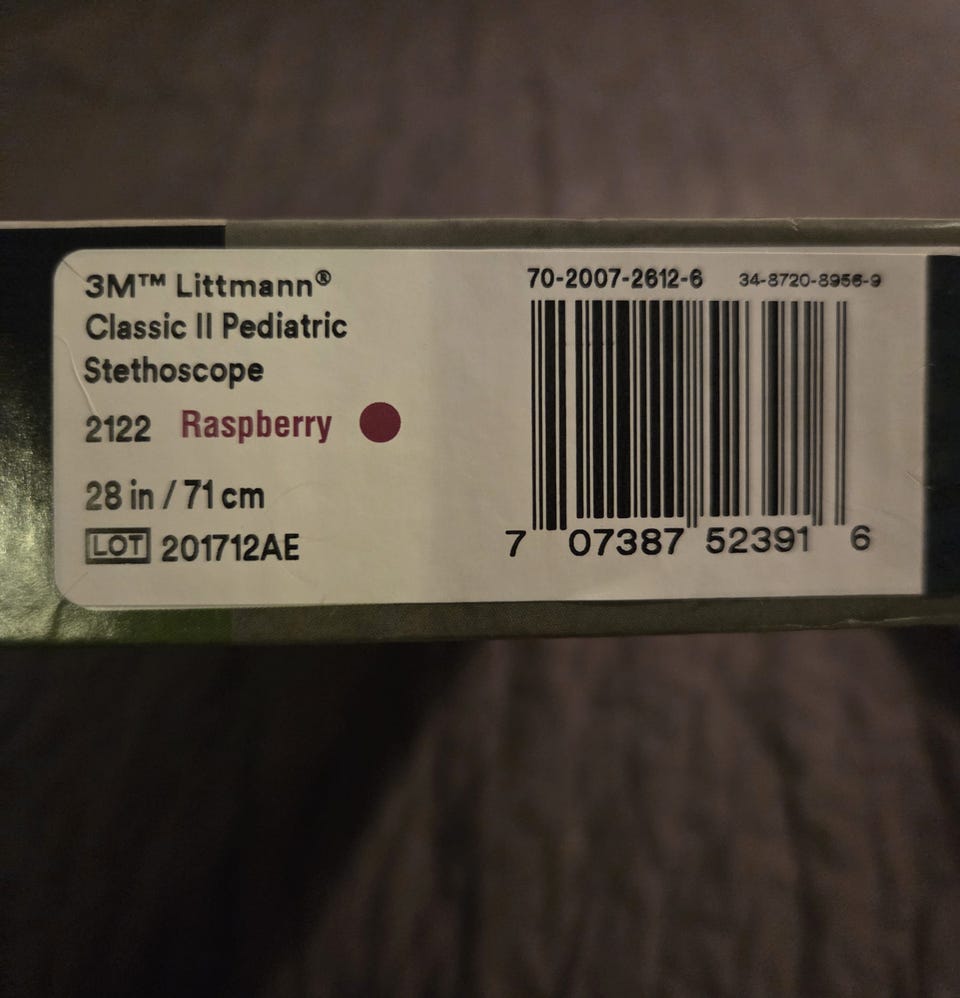 3M™ Littmann®
Classic II Pediatric
Stethoscope
2122 Raspberry
28 in / 71 cm
LOT 201712AE
70-2007-2612-6 34-8720-8956-9
7 07387 52391 6